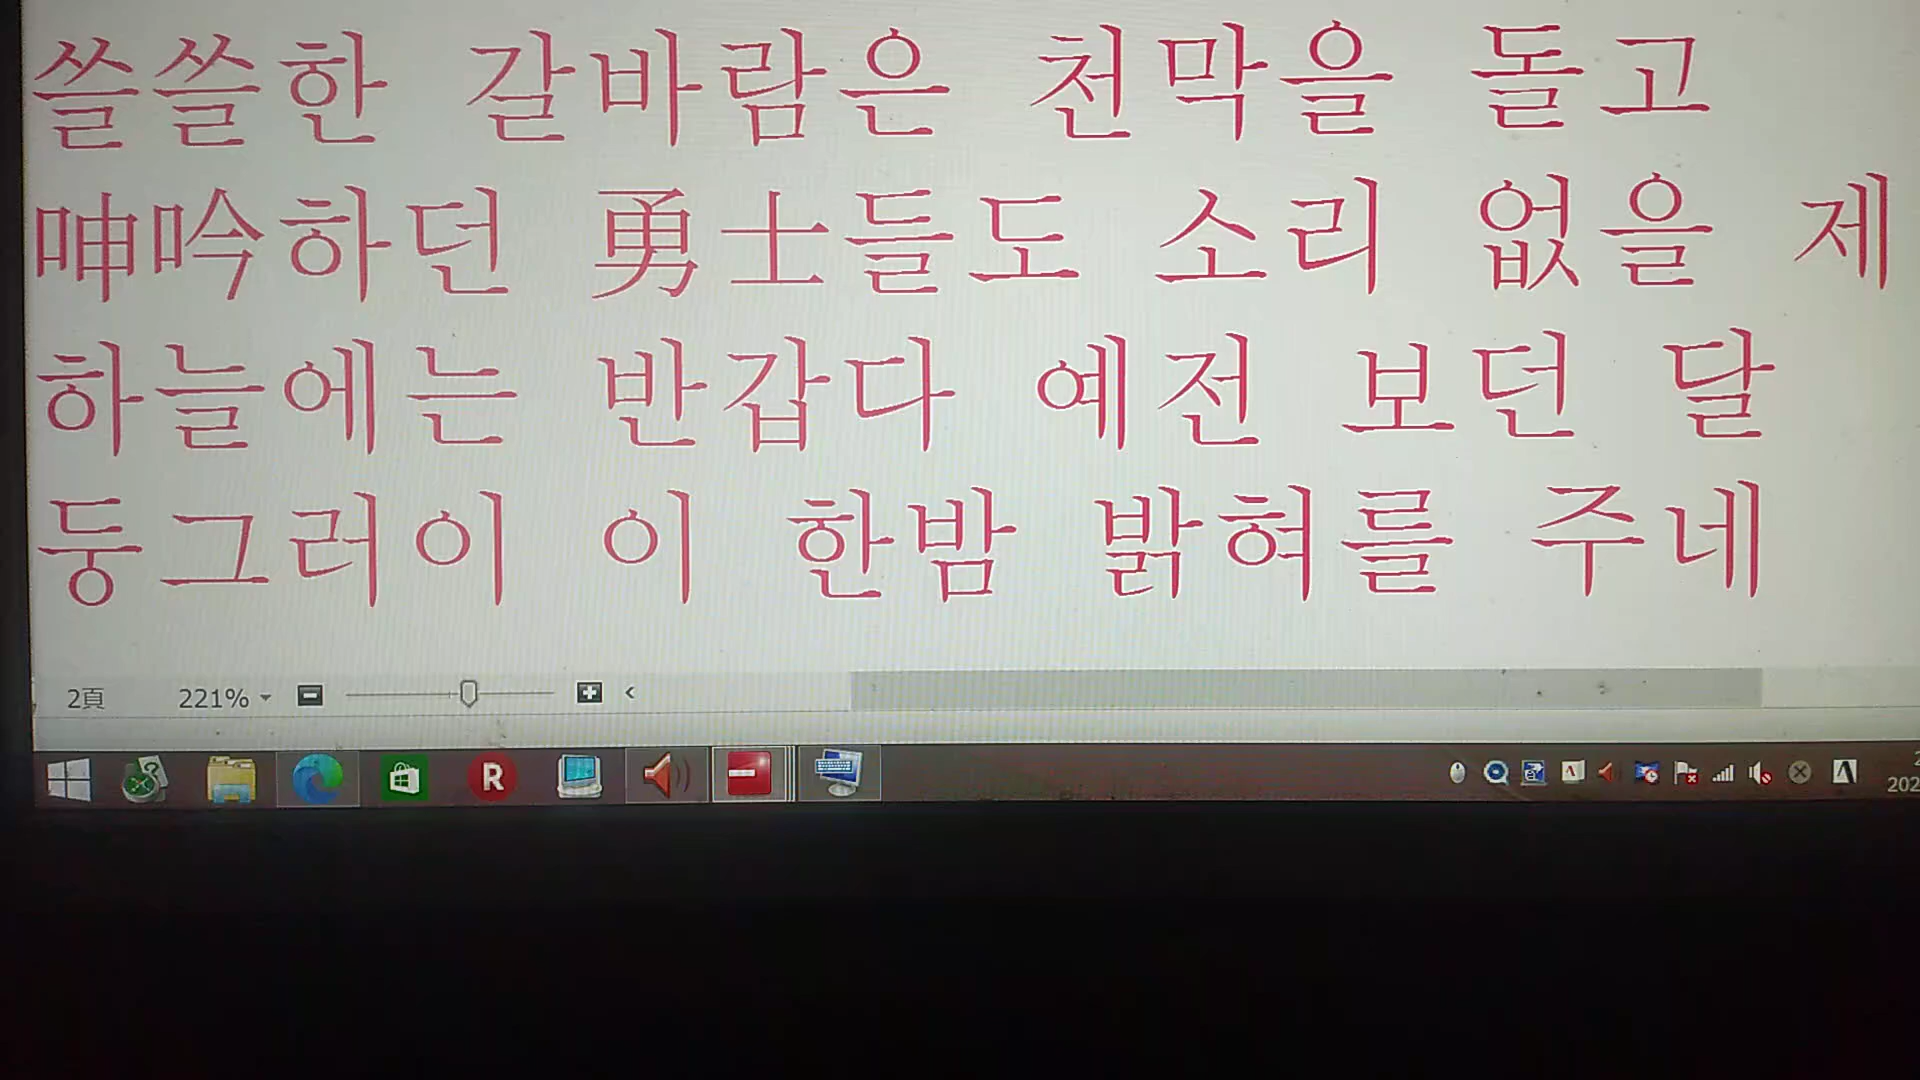 쓸쓸한 갈바람은 천막을 돌고
呻吟하던 勇士들도 소리 없을 제
하늘에는 반갑다 예전 보던 달
둥그러이 이 한밤 밝혀를 주네
2頁 221%
R
202